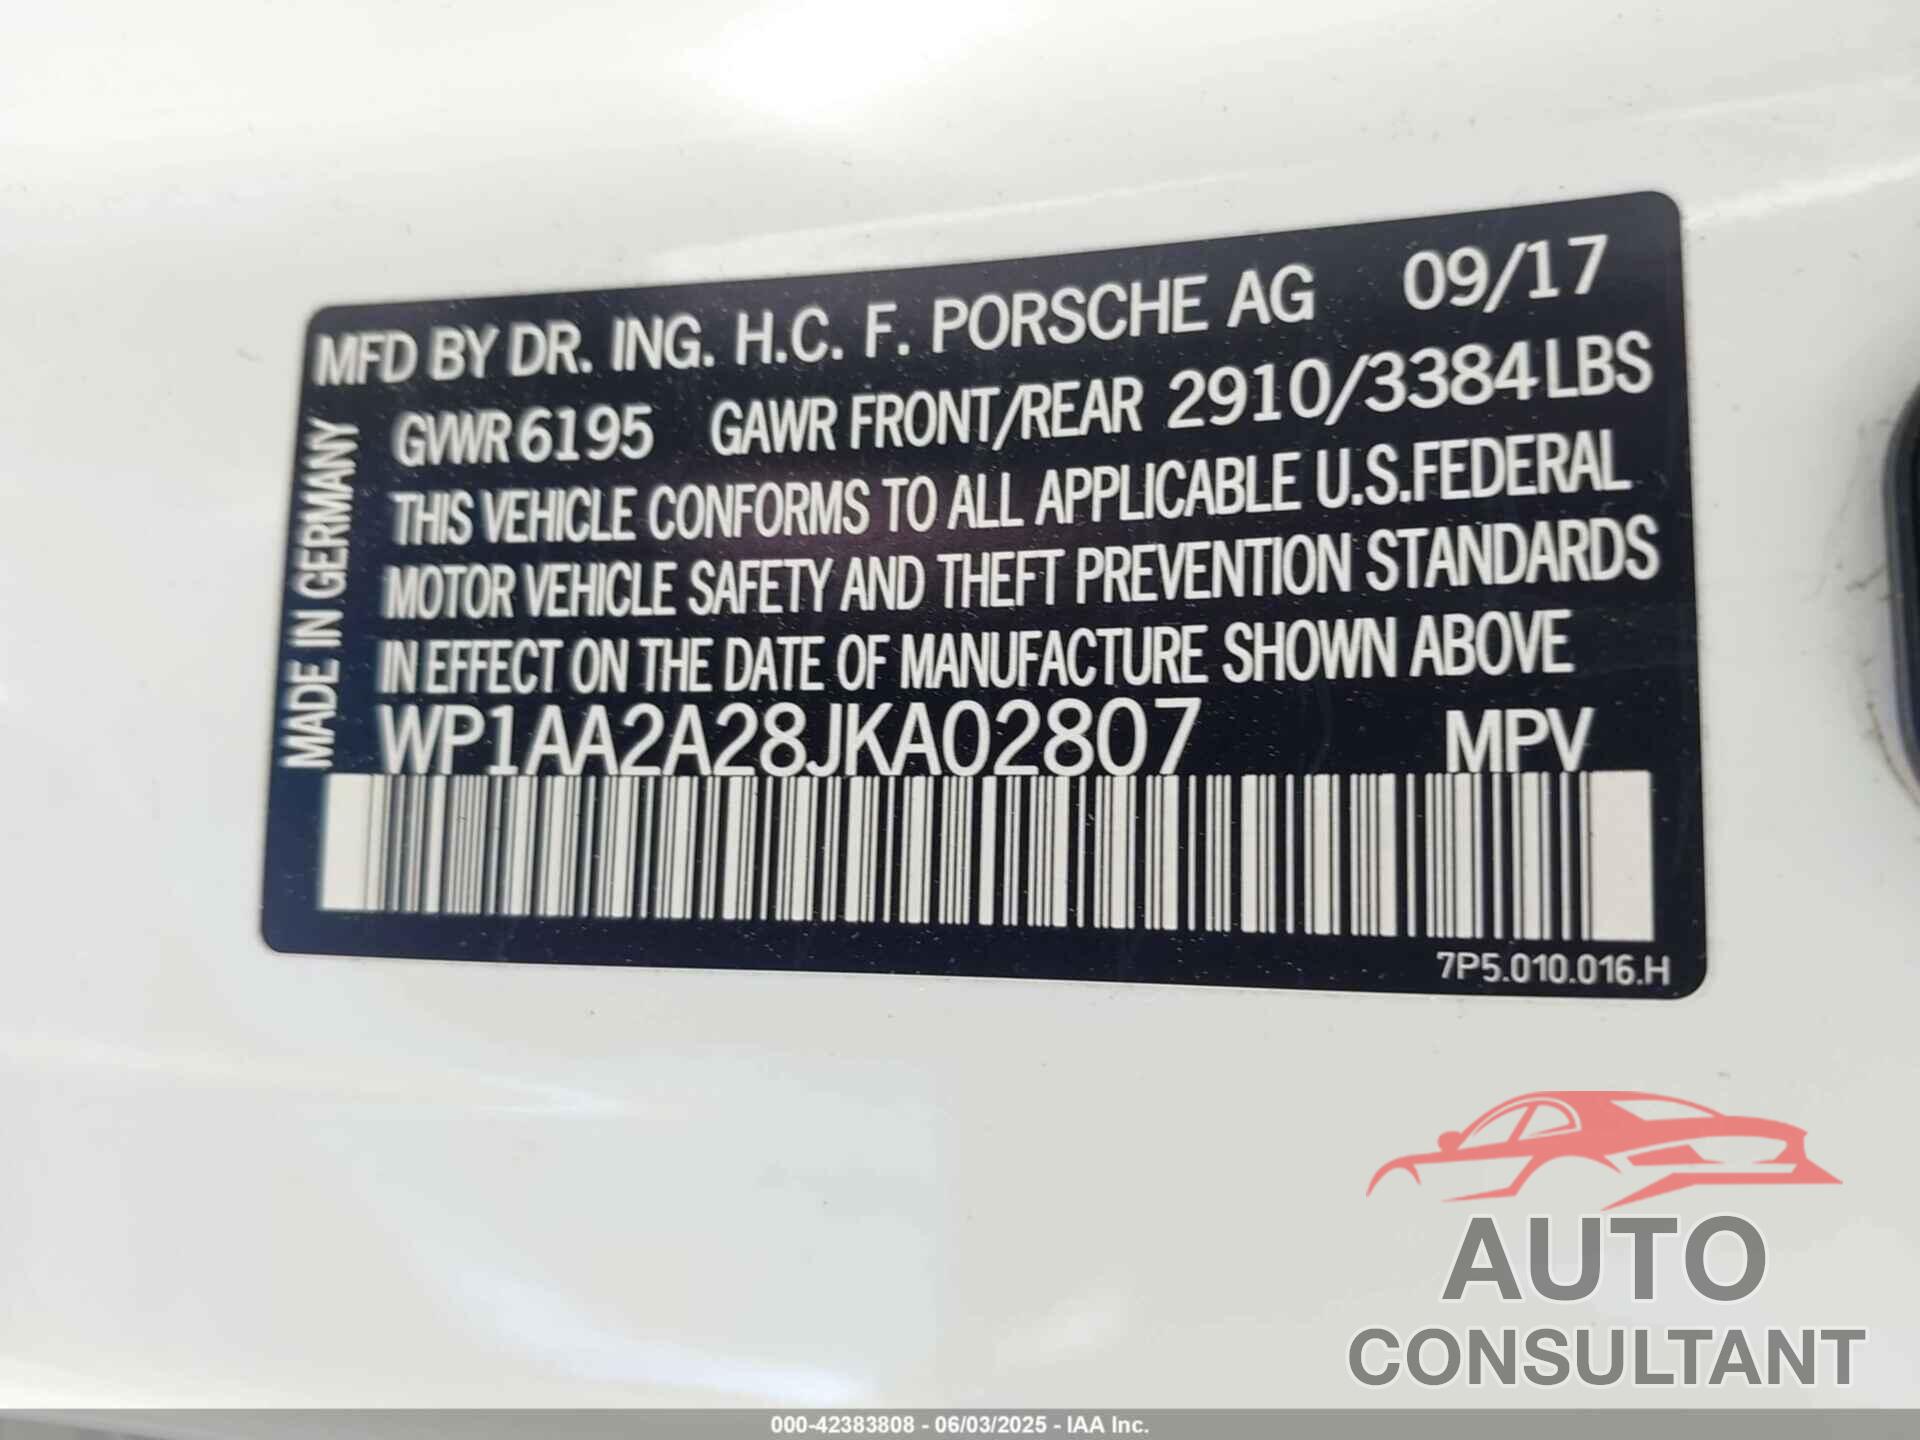 MFD BY DR. ING. H.C. F. PORSCHE AG 09/17
GVWR 6195 GAWR FRONT/REAR 2910/3384 LBS
THIS VEHICLE CONFORMS TO ALL APPLICABLE U.S.FEDERAL
MOTOR VEHICLE SAFETY AND THEFT PREVENTION STANDARDS
IN EFFECT ON THE DATE OF MANUFACTURE SHOWN ABOVE
WP1AA2A28JKA02807 MPV
MADE IN GERMANY
7P5.010.016.H
AUTO
CONSULTANT
000-42383808 - 06/03/2025 - IAA Inc.